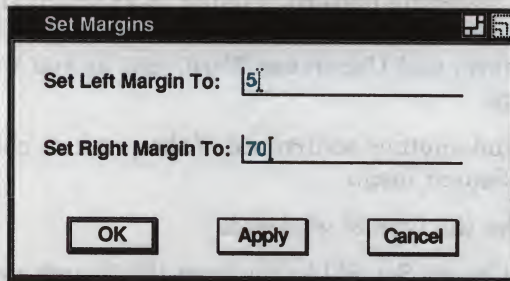 Set Margins
Set Left Margin To: 5
Set Right Margin To: 70
OK Apply Cancel